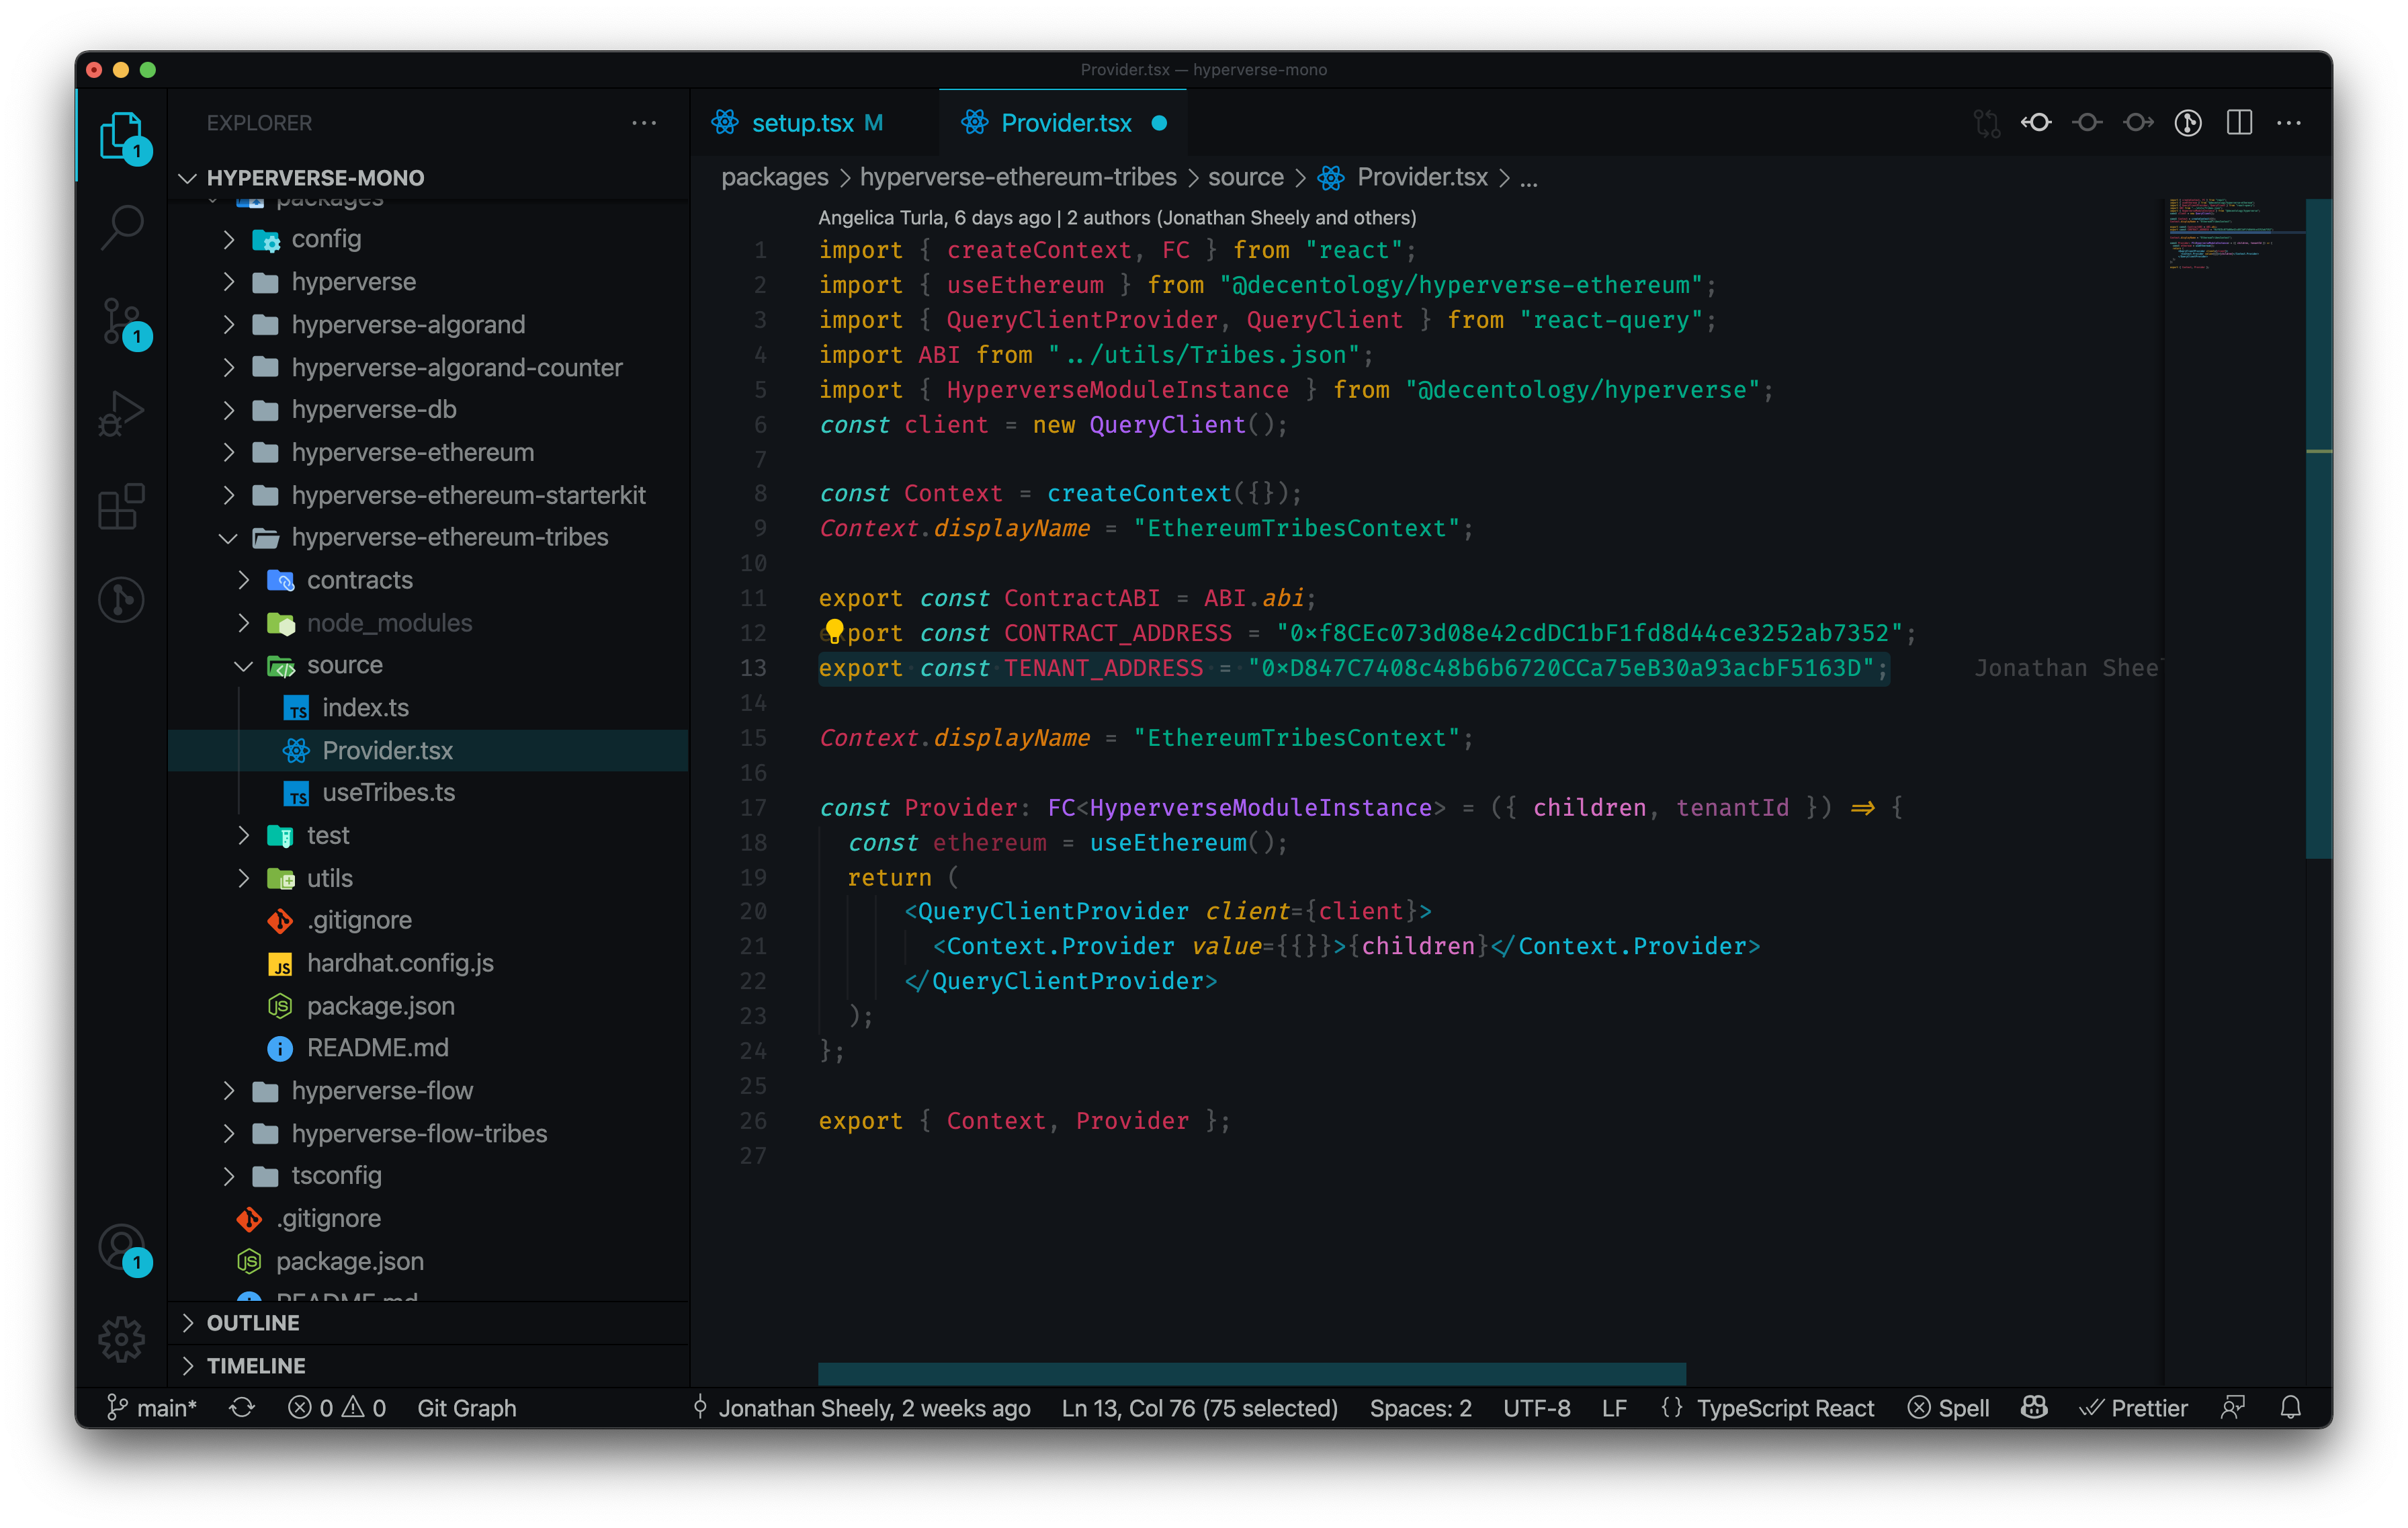 Provider.tsx — hyperverse-mono
EXPLORER
HYPERVERSE-MONO
packages
config
hyperverse
hyperverse-algorand
hyperverse-algorand-counter
hyperverse-db
hyperverse-ethereum
hyperverse-ethereum-starterkit
hyperverse-ethereum-tribes
contracts
node_modules
source
index.ts
Provider.tsx
useTribes.ts
test
utils
.gitignore
hardhat.config.js
package.json
README.md
hyperverse-flow
hyperverse-flow-tribes
tsconfig
.gitignore
package.json
README.md
OUTLINE
TIMELINE
1
1
1
setup.tsx M
Provider.tsx
packages > hyperverse-ethereum-tribes > source > Provider.tsx > ...
Angelica Turla, 6 days ago | 2 authors (Jonathan Sheely and others)
1 import { createContext, FC } from "react";
2 import { useEthereum } from "@decentology/hyperverse-ethereum";
3 import { QueryClientProvider, QueryClient } from "react-query";
4 import ABI from "../utils/Tribes.json";
5 import { HyperverseModuleInstance } from "@decentology/hyperverse";
6 const client = new QueryClient();
7
8 const Context = createContext({});
9 Context.displayName = "EthereumTribesContext";
10
11 export const ContractABI = ABI.abi;
12 export const CONTRACT_ADDRESS = "0xf8CEc073d08e42cdDC1bF1fd8d44ce3252ab7352";
13 export const TENANT_ADDRESS = "0xD847C7408c48b6b6720CCa75eB30a93acbF5163D"; Jonathan Sheel
14
15 Context.displayName = "EthereumTribesContext";
16
17 const Provider: FC<HyperverseModuleInstance> = ({ children, tenantId }) => {
18 const ethereum = useEthereum();
19 return (
20 <QueryClientProvider client={client}>
21 <Context.Provider value={{}}>{children}</Context.Provider>
22 </QueryClientProvider>
23 );
24 };
25
26 export { Context, Provider };
27
main* 0 0 Git Graph Jonathan Sheely, 2 weeks ago Ln 13, Col 76 (75 selected) Spaces: 2 UTF-8 LF {} TypeScript React Spell Prettier